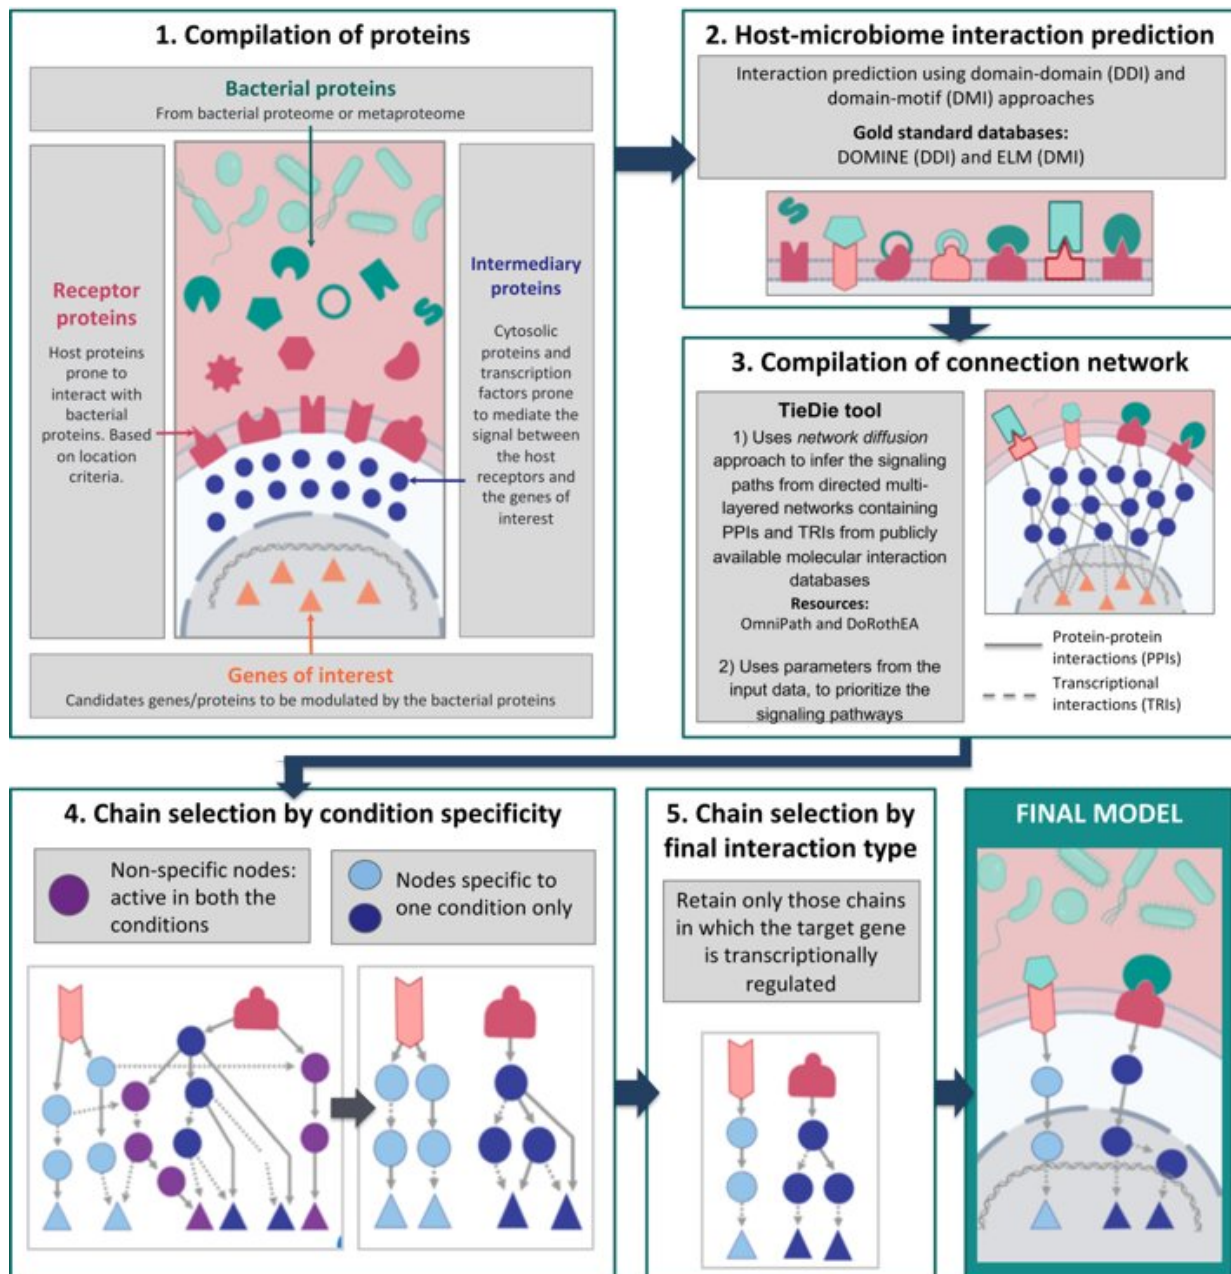 1. Compilation of proteins
Bacterial proteins
From bacterial proteome or metaproteome
Receptor
proteins
Host proteins
prone to
interact with
bacterial
proteins. Based
on location
criteria.
Intermediary
proteins
Cytosolic
proteins and
transcription
factors prone
to mediate the
signal between
the host
receptors and
the genes of
interest
Genes of interest
Candidates genes/proteins to be modulated by the bacterial proteins
2. Host-microbiome interaction prediction
Interaction prediction using domain-domain (DDI) and
domain-motif (DMI) approaches
Gold standard databases:
DOMINE (DDI) and ELM (DMI)
3. Compilation of connection network
TieDie tool
1) Uses network diffusion
approach to infer the signaling
paths from directed multi-
layered networks containing
PPIs and TRIs from publicly
available molecular interaction
databases
Resources:
OmniPath and DoRothEA
2) Uses parameters from the
input data, to prioritize the
signaling pathways
Protein-protein
interactions (PPIs)
Transcriptional
interactions (TRIs)
4. Chain selection by condition specificity
Non-specific nodes:
active in both the
conditions
Nodes specific to
one condition only
5. Chain selection by
final interaction type
Retain only those chains
in which the target gene
is transcriptionally
regulated
FINAL MODEL